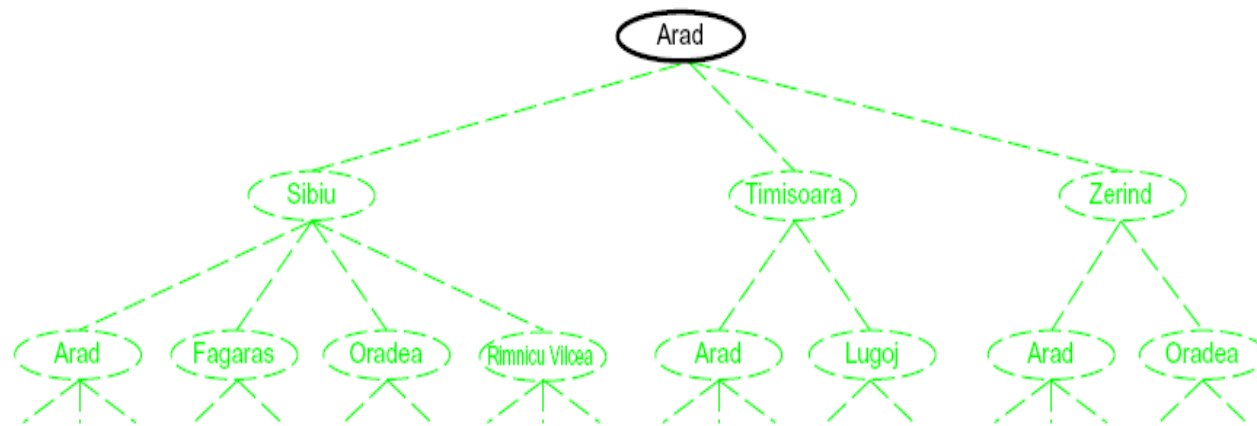 Arad
Sibiu
Timisoara
Zerind
Arad
Fagaras
Oradea
Rimnicu Vilcea
Arad
Lugoj
Arad
Oradea